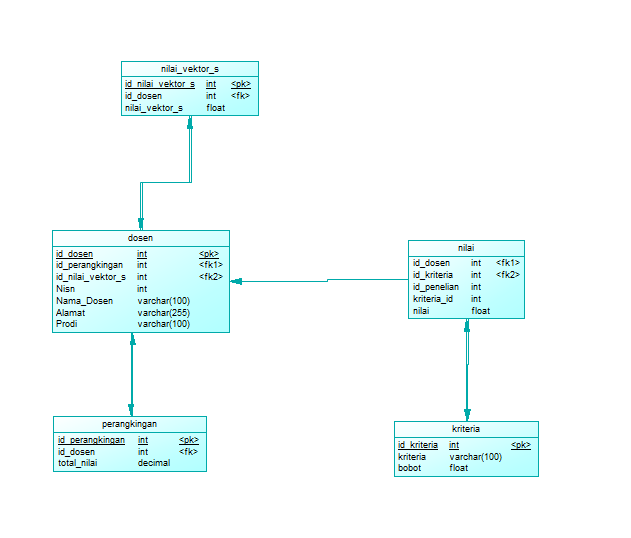 nilai_vektor_s
id_nilai_vektor_s int <pk>
id_dosen int <fk>
nilai_vektor_s float
dosen
id_dosen int <pk>
id_perangkingan int <fk1>
id_nilai_vektor_s int <fk2>
Nisn int
Nama_Dosen varchar(100)
Alamat varchar(255)
Prodi varchar(100)
nilai
id_dosen int <fk1>
id_kriteria int <fk2>
id_penelian int
kriteria_id int
nilai float
perangkingan
id_perangkingan int <pk>
id_dosen int <fk>
total_nilai decimal
kriteria
id_kriteria int <pk>
kriteria varchar(100)
bobot float